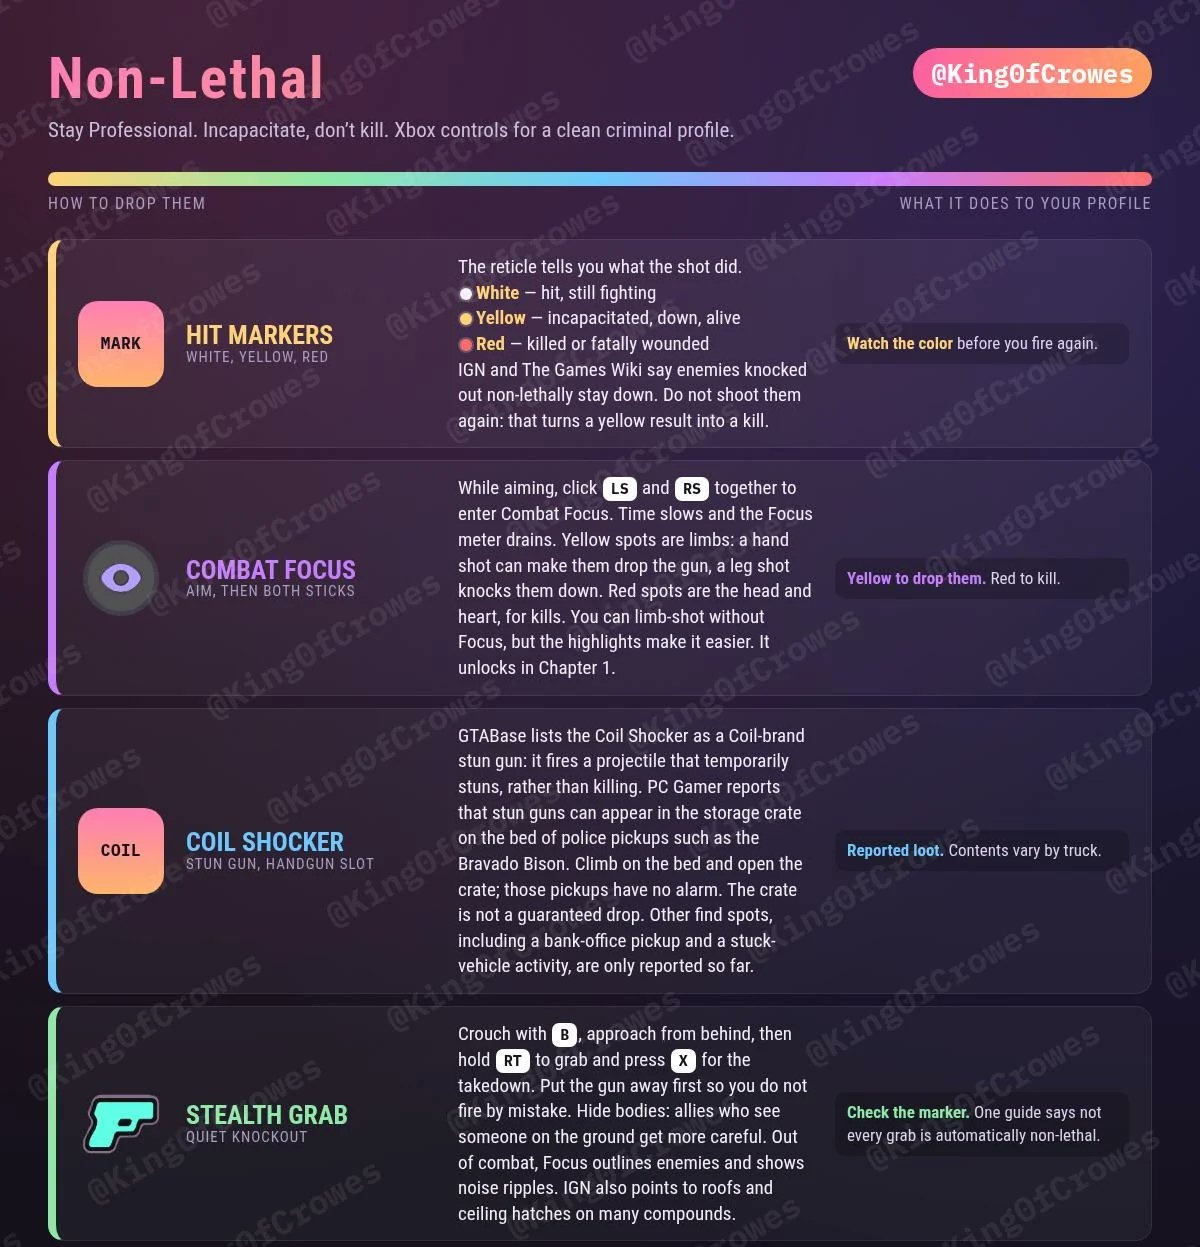 Non-Lethal
@KingOfCrowes
Stay Professional. Incapacitate, don’t kill. Xbox controls for a clean criminal profile.
HOW TO DROP THEM
WHAT IT DOES TO YOUR PROFILE
MARK
HIT MARKERS
WHITE, YELLOW, RED
The reticle tells you what the shot did.
White — hit, still fighting
Yellow — incapacitated, down, alive
Red — killed or fatally wounded
IGN and The Games Wiki say enemies knocked
out non-lethally stay down. Do not shoot them
again: that turns a yellow result into a kill.
Watch the color before you fire again.
COMBAT FOCUS
AIM, THEN BOTH STICKS
While aiming, click LS and RS together to
enter Combat Focus. Time slows and the Focus
meter drains. Yellow spots are limbs: a hand
shot can make them drop the gun, a leg shot
knocks them down. Red spots are the head and
heart, for kills. You can limb-shot without
Focus, but the highlights make it easier. It
unlocks in Chapter 1.
Yellow to drop them. Red to kill.
COIL
COIL SHOCKER
STUN GUN, HANDGUN SLOT
GTABase lists the Coil Shocker as a Coil-brand
stun gun: it fires a projectile that temporarily
stuns, rather than killing. PC Gamer reports
that stun guns can appear in the storage crate
on the bed of police pickups such as the
Bravado Bison. Climb on the bed and open the
crate; those pickups have no alarm. The crate
is not a guaranteed drop. Other find spots,
including a bank-office pickup and a stuck-
vehicle activity, are only reported so far.
Reported loot. Contents vary by truck.
STEALTH GRAB
QUIET KNOCKOUT
Crouch with B, approach from behind, then
hold RT to grab and press X for the
takedown. Put the gun away first so you do not
fire by mistake. Hide bodies: allies who see
someone on the ground get more careful. Out
of combat, Focus outlines enemies and shows
noise ripples. IGN also points to roofs and
ceiling hatches on many compounds.
Check the marker. One guide says not
every grab is automatically non-lethal.